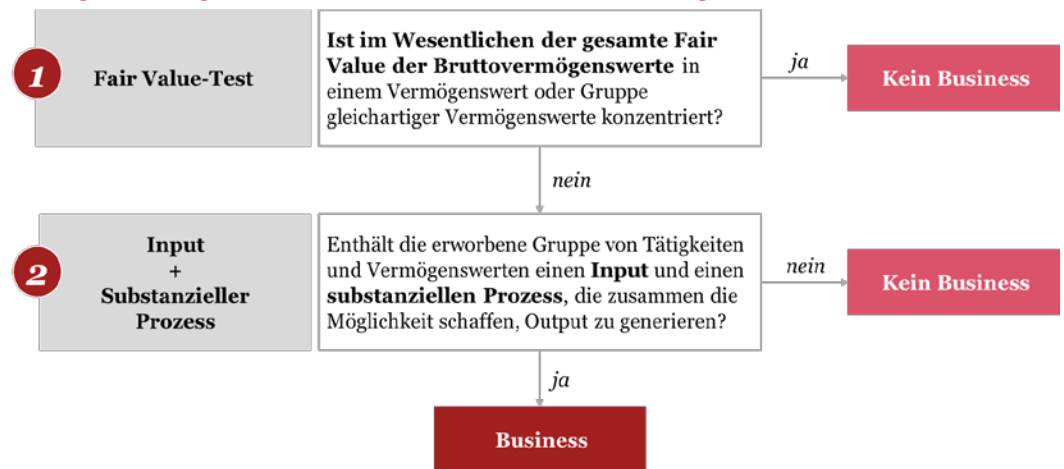 1
Fair Value-Test
Ist im Wesentlichen der gesamte Fair
Value der Bruttovermögenswerte in
einem Vermögenswert oder Gruppe
gleichartiger Vermögenswerte konzentriert?
ja
Kein Business
nein
2
Input
+
Substanzieller
Prozess
Enthält die erworbene Gruppe von Tätigkeiten
und Vermögenswerten einen Input und einen
substanziellen Prozess, die zusammen die
Möglichkeit schaffen, Output zu generieren?
nein
Kein Business
ja
Business